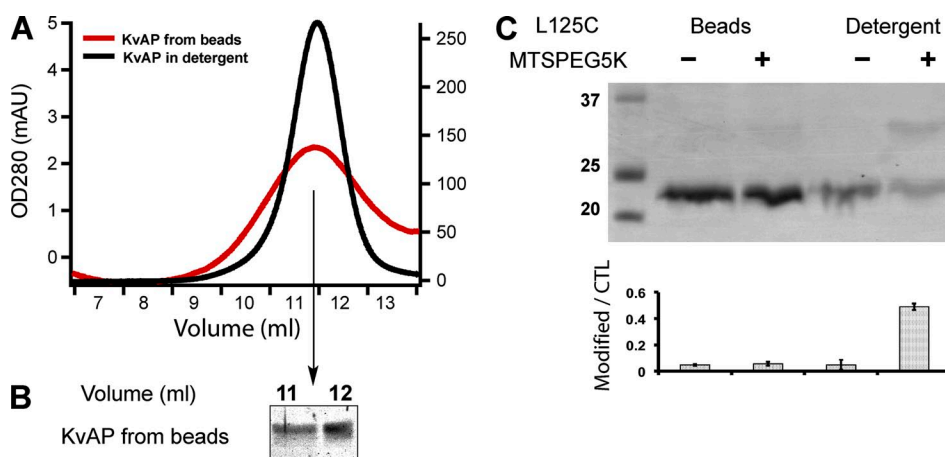 A
KvAP from beads
KvAP in detergent
OD280 (mAU)
5
4
3
2
1
0
250
200
150
100
50
0
7 8 9 10 11 12 13
Volume (ml)
B
Volume (ml) 11 12
KvAP from beads
C
L125C Beads Detergent
MTSPEG5K − + − +
37
25
20
Modified / CTL
0.6
0.4
0.2
0